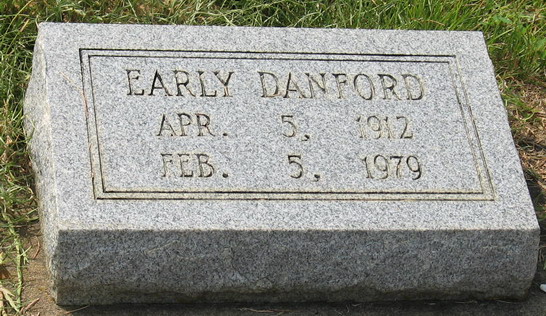 EARLY DANFORD
APR. 5, 1912
FEB. 5, 1979